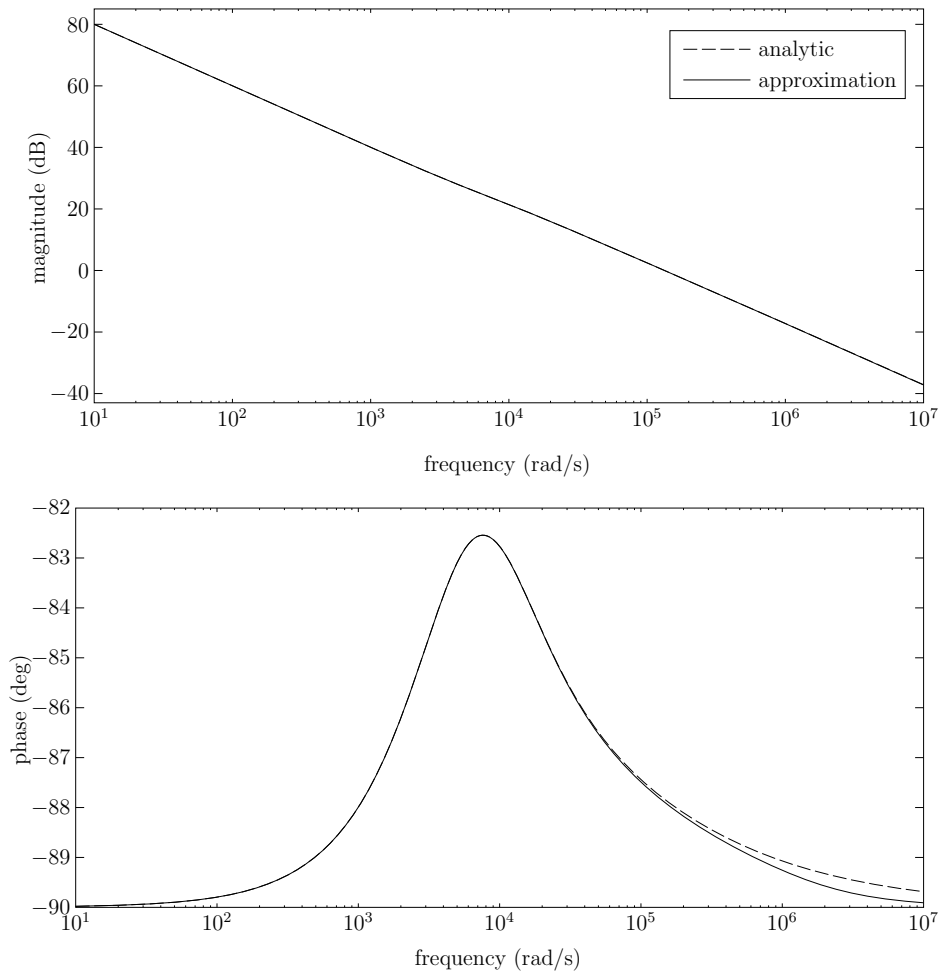 80
60
40
20
0
−20
−40
magnitude (dB)
analytic
approximation
10^1 10^2 10^3 10^4 10^5 10^6 10^7
frequency (rad/s)
−82
−83
−84
−85
−86
−87
−88
−89
−90
phase (deg)
10^1 10^2 10^3 10^4 10^5 10^6 10^7
frequency (rad/s)